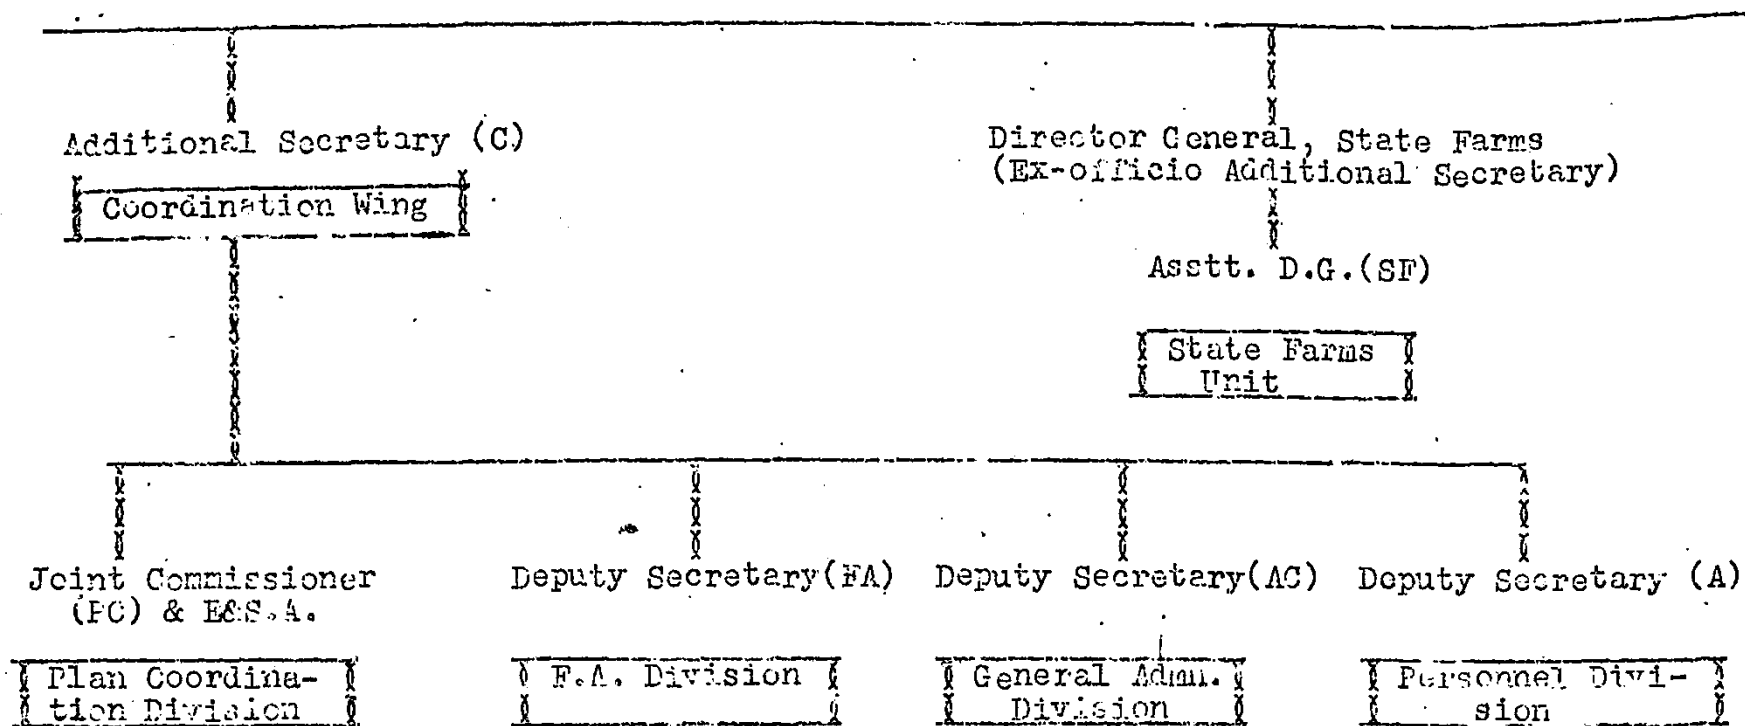 Additional Secretary (C)
Coordination Wing
Director General, State Farms
(Ex-officio Additional Secretary)
Asstt. D.G.(SF)
State Farms
Unit
Joint Commissioner
(PC) & E&S.A.
Plan Coordina-
tion Division
Deputy Secretary(FA)
F.A. Division
Deputy Secretary(AC)
General Admn.
Division
Deputy Secretary (A)
Personnel Divi-
sion